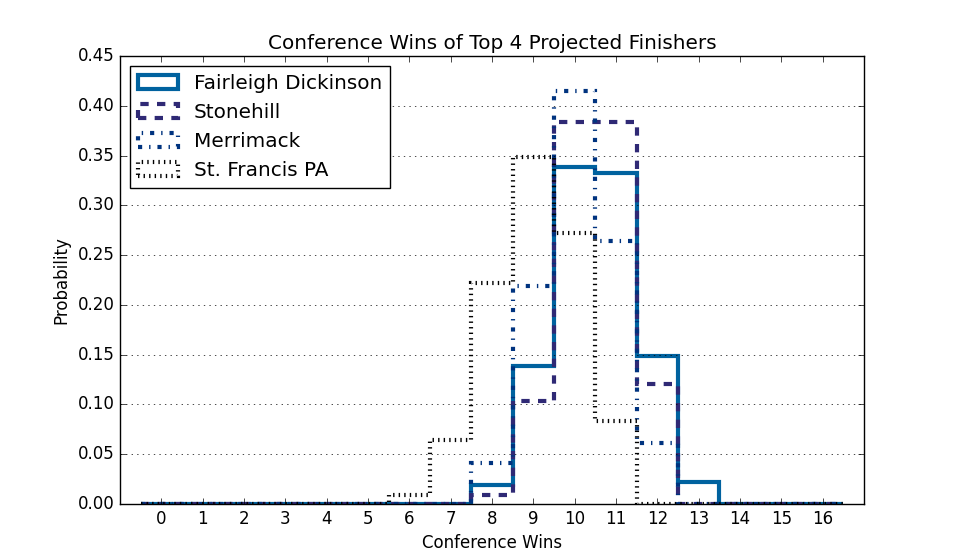 Conference Wins of Top 4 Projected Finishers
Fairleigh Dickinson
Stonehill
Merrimack
St. Francis PA
0.45
0.40
0.35
0.30
0.25
0.20
0.15
0.10
0.05
0.00
Probability
0 1 2 3 4 5 6 7 8 9 10 11 12 13 14 15 16
Conference Wins